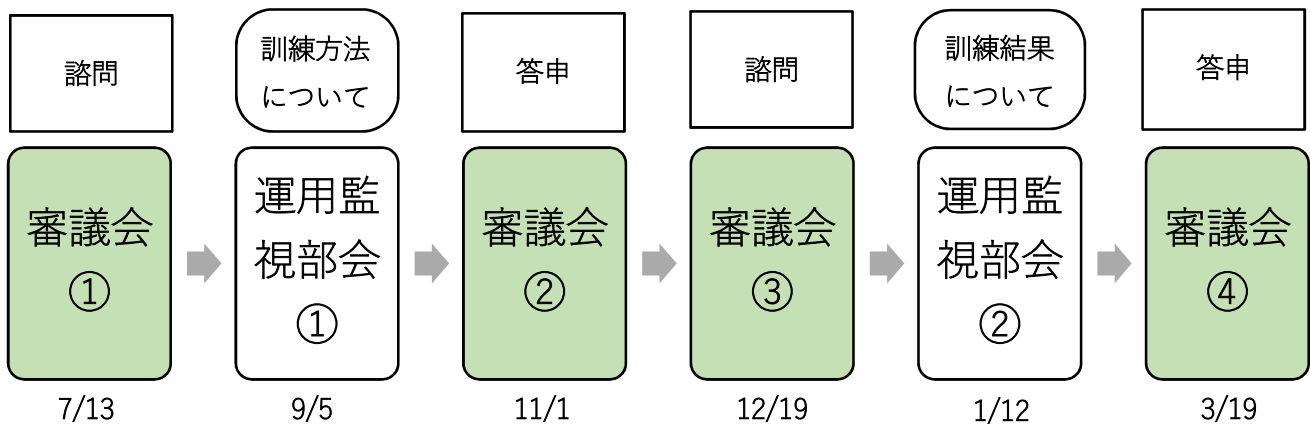 諮問
訓練方法
について
答申
諮問
訓練結果
について
答申
審議会
①
運用監
視部会
①
審議会
②
審議会
③
運用監
視部会
②
審議会
④
7/13
9/5
11/1
12/19
1/12
3/19